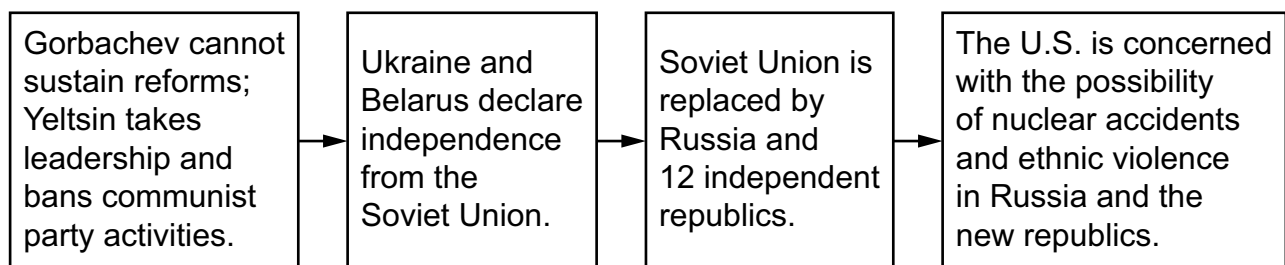 Gorbachev cannot
sustain reforms;
Yeltsin takes
leadership and
bans communist
party activities.
Ukraine and
Belarus declare
independence
from the
Soviet Union.
Soviet Union is
replaced by
Russia and
12 independent
republics.
The U.S. is concerned
with the possibility
of nuclear accidents
and ethnic violence
in Russia and the
new republics.